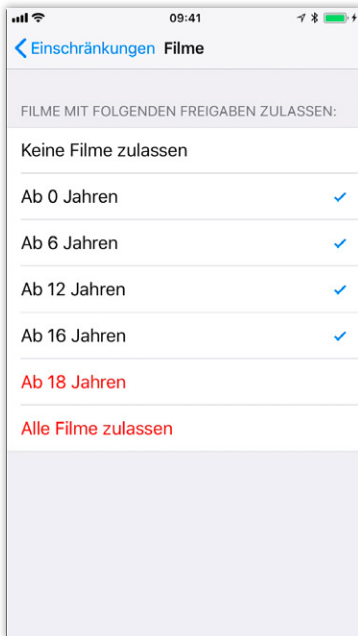 09:41
Einschränkungen Filme
FILME MIT FOLGENDEN FREIGABEN ZULASSEN:
Keine Filme zulassen
Ab 0 Jahren
Ab 6 Jahren
Ab 12 Jahren
Ab 16 Jahren
Ab 18 Jahren
Alle Filme zulassen